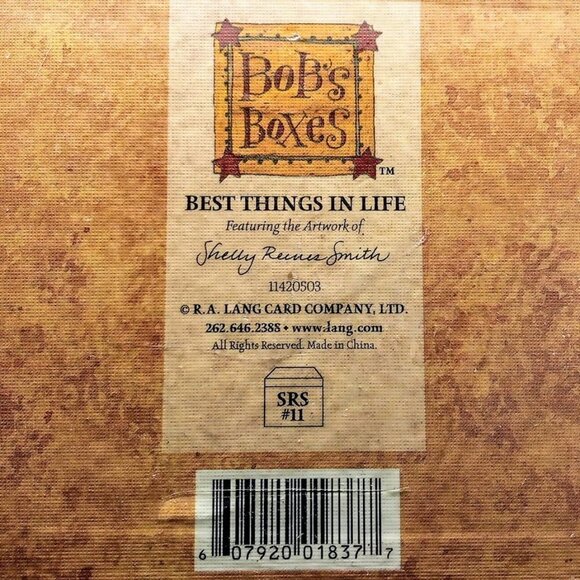 BOB'S
BOXES
™
BEST THINGS IN LIFE
Featuring the Artwork of
Shelly Reeves Smith
11420503
© R.A. LANG CARD COMPANY, LTD.
262.646.2388 • www.lang.com
All Rights Reserved. Made in China.
SRS
#11
6 07920 01837 7